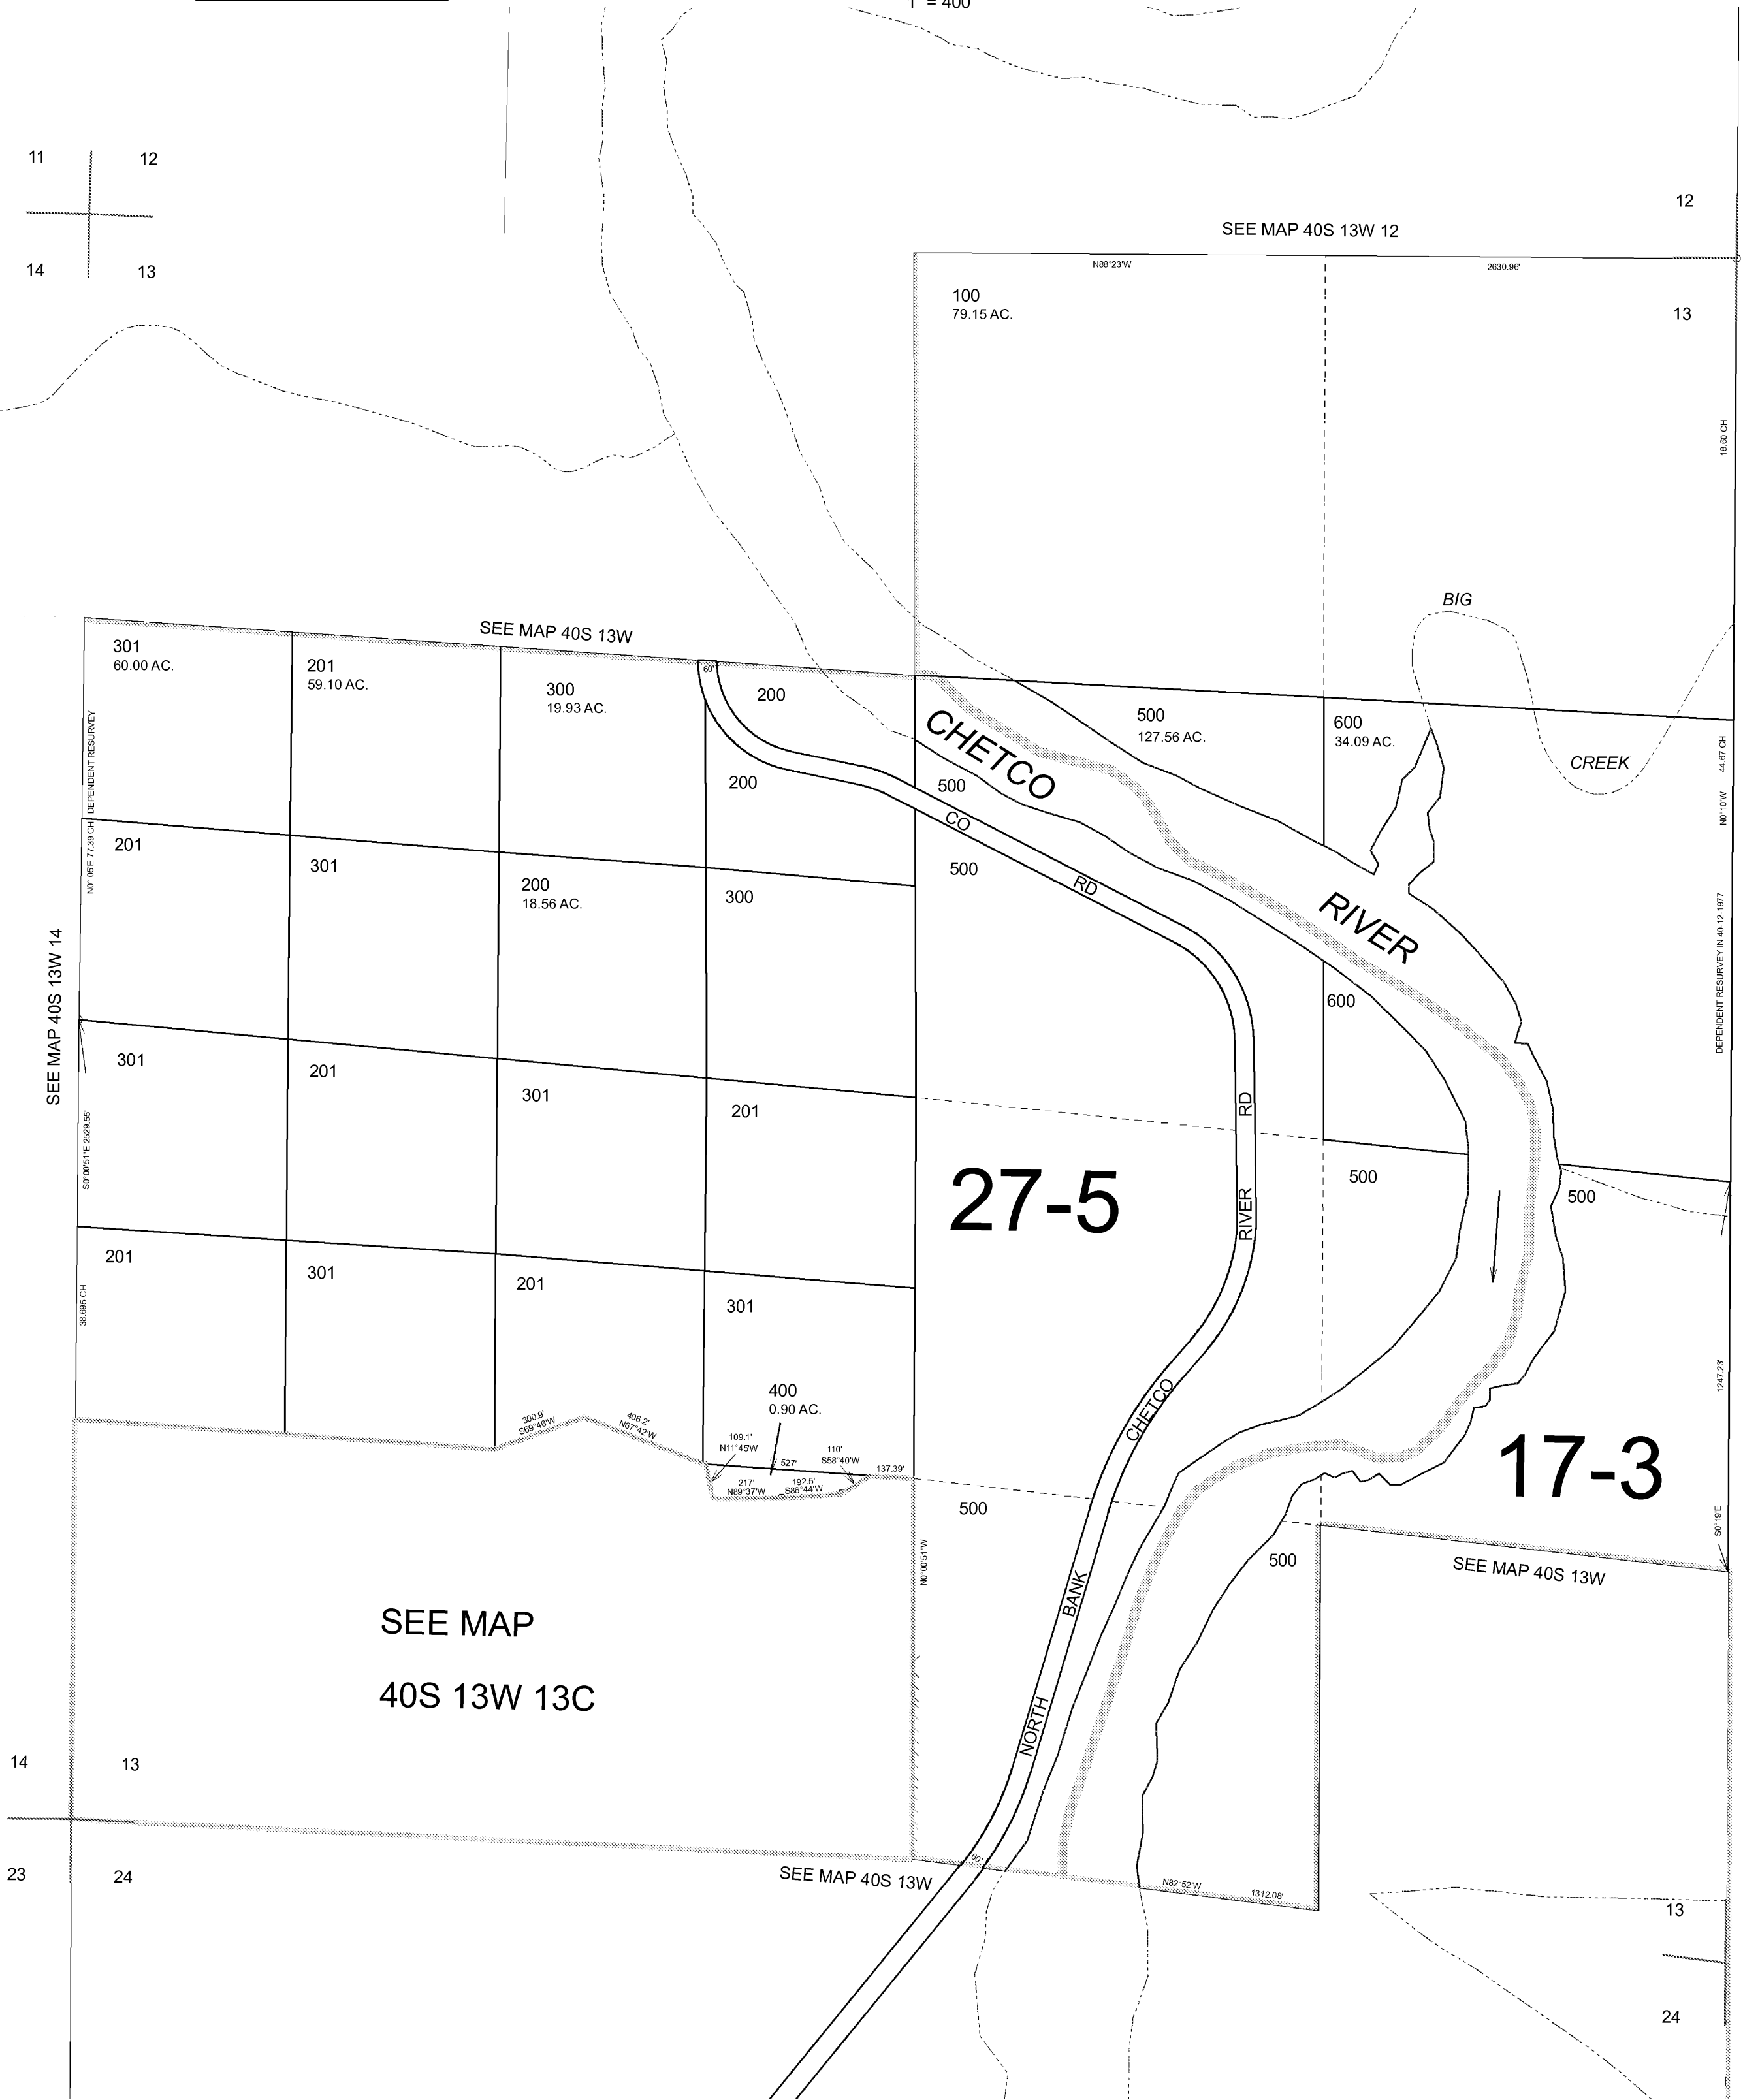 1" = 400'
11
12
14
13
12
SEE MAP 40S 13W 12
N88°23'W
2630.96'
100
79.15 AC.
13
18.60 CH
BIG
CREEK
SEE MAP 40S 13W
301
60.00 AC.
201
59.10 AC.
300
19.93 AC.
60'
200
500
127.56 AC.
600
34.09 AC.
CHETCO
RIVER
200
500
CO
RD
500
44.67 CH
N0°10'W
DEPENDENT RESURVEY IN 40-12-1977
DEPENDENT RESURVEY
N0° 05'E 77.39 CH
201
301
200
18.56 AC.
300
SEE MAP 40S 13W 14
600
301
201
301
201
S0°00'51"E 2529.55'
RD
RIVER
27-5
500
500
201
301
201
301
38.695 CH
400
0.90 AC.
300.9'
S69°46'W
406.2'
N67°42'W
109.1'
N11°45'W
527'
110'
S58°40'W
137.39'
217'
N89°37'W
192.5'
S86°44'W
CHETCO
1247.23'
17-3
500
S0°19'E
500
SEE MAP 40S 13W
N0°00'51"W
BANK
SEE MAP
40S 13W 13C
NORTH
14
13
23
24
60'
SEE MAP 40S 13W
N82°52'W
1312.08'
13
24